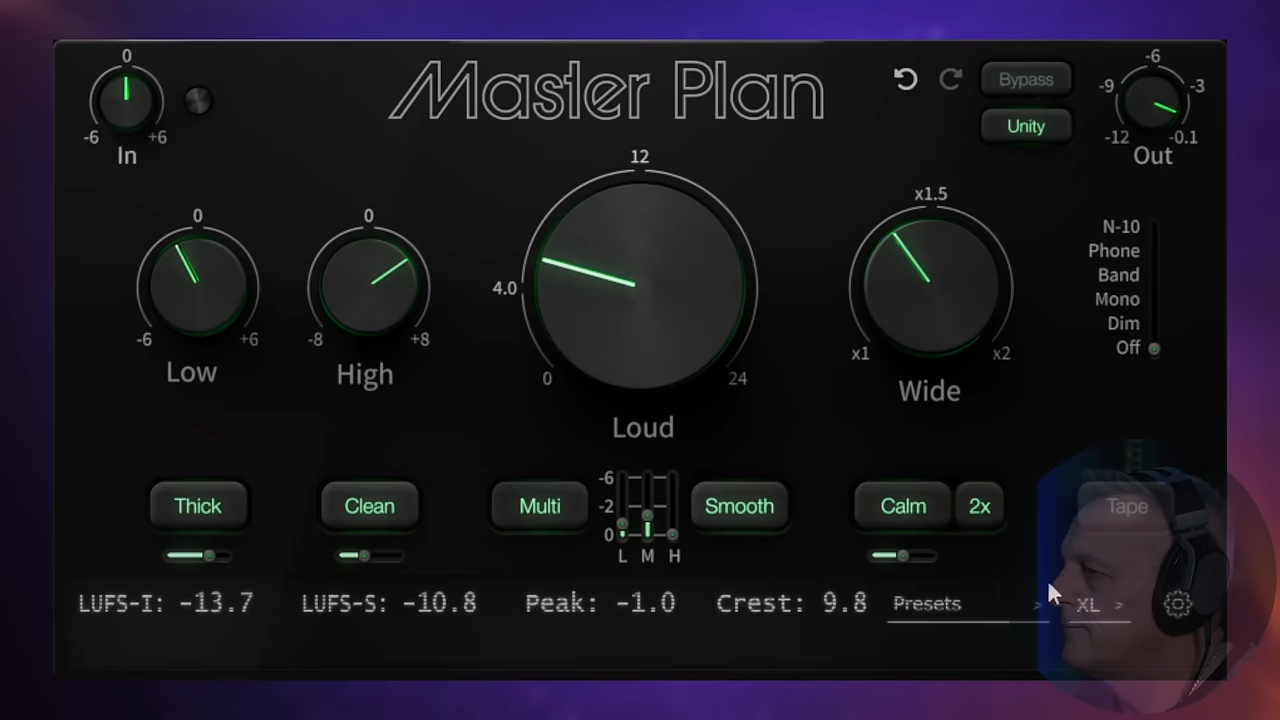 Master Plan
0
-6
+6
In
Bypass
Unity
-6
-9
-3
-12
-0.1
Out
0
-6
+6
Low
0
-8
+8
High
12
4.0
0
24
Loud
x1.5
x1
x2
Wide
N-10
Phone
Band
Mono
Dim
Off
Thick
Clean
Multi
-6
-2
0
L M H
Smooth
Calm
2x
Tape
LUFS-I: -13.7
LUFS-S: -10.8
Peak: -1.0
Crest: 9.8
Presets >
XL >